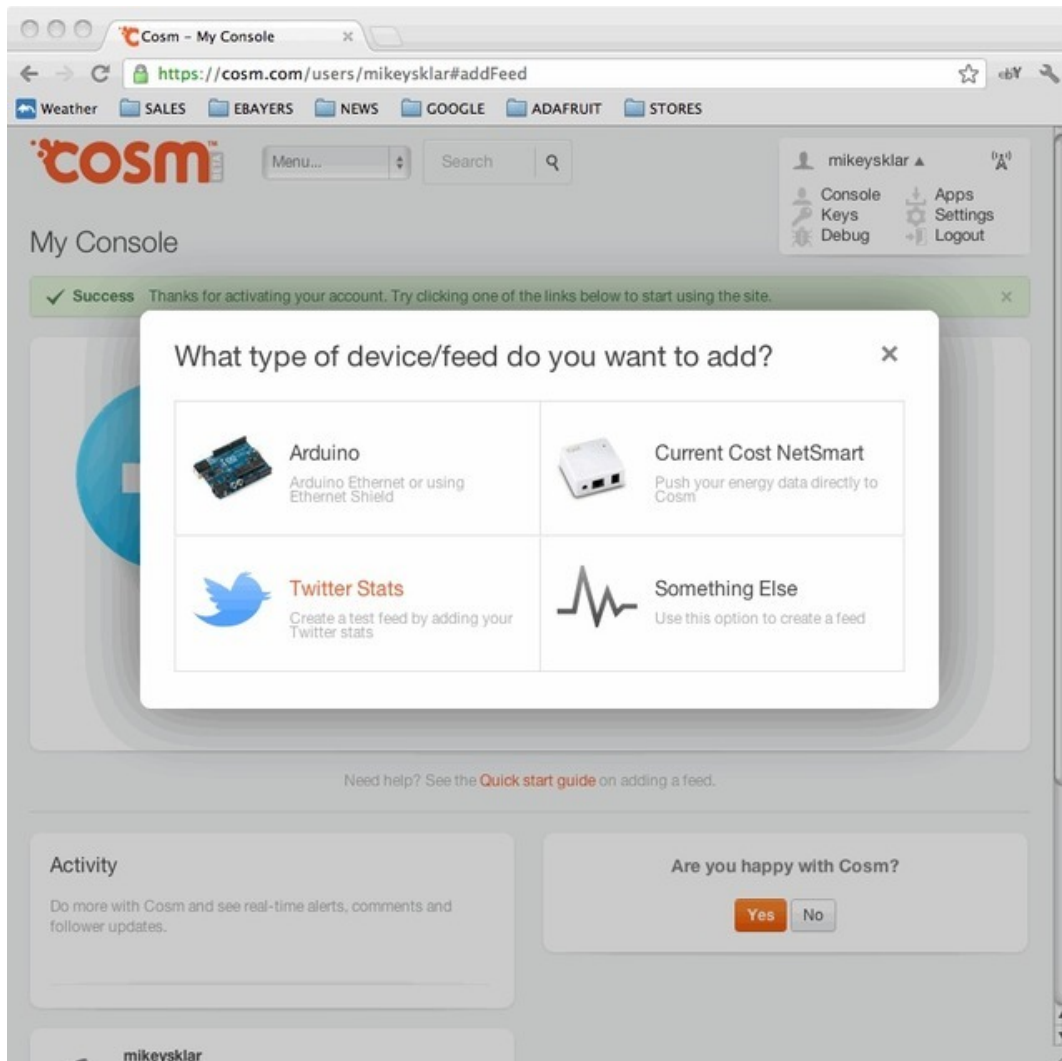 Cosm – My Console
https://cosm.com/users/mikeysklar#addFeed
ebY
Weather SALES EBAYERS NEWS GOOGLE ADAFRUIT STORES
COSM™ BETA
Menu...
Search
mikeysklar
Console Apps
Keys Settings
Debug Logout
My Console
Success Thanks for activating your account. Try clicking one of the links below to start using the site.
What type of device/feed do you want to add?
Arduino
Arduino Ethernet or using
Ethernet Shield
Current Cost NetSmart
Push your energy data directly to
Cosm
Twitter Stats
Create a test feed by adding your
Twitter stats
Something Else
Use this option to create a feed
Need help? See the Quick start guide on adding a feed.
Activity
Do more with Cosm and see real-time alerts, comments and
follower updates.
Are you happy with Cosm?
Yes No
mikeysklar